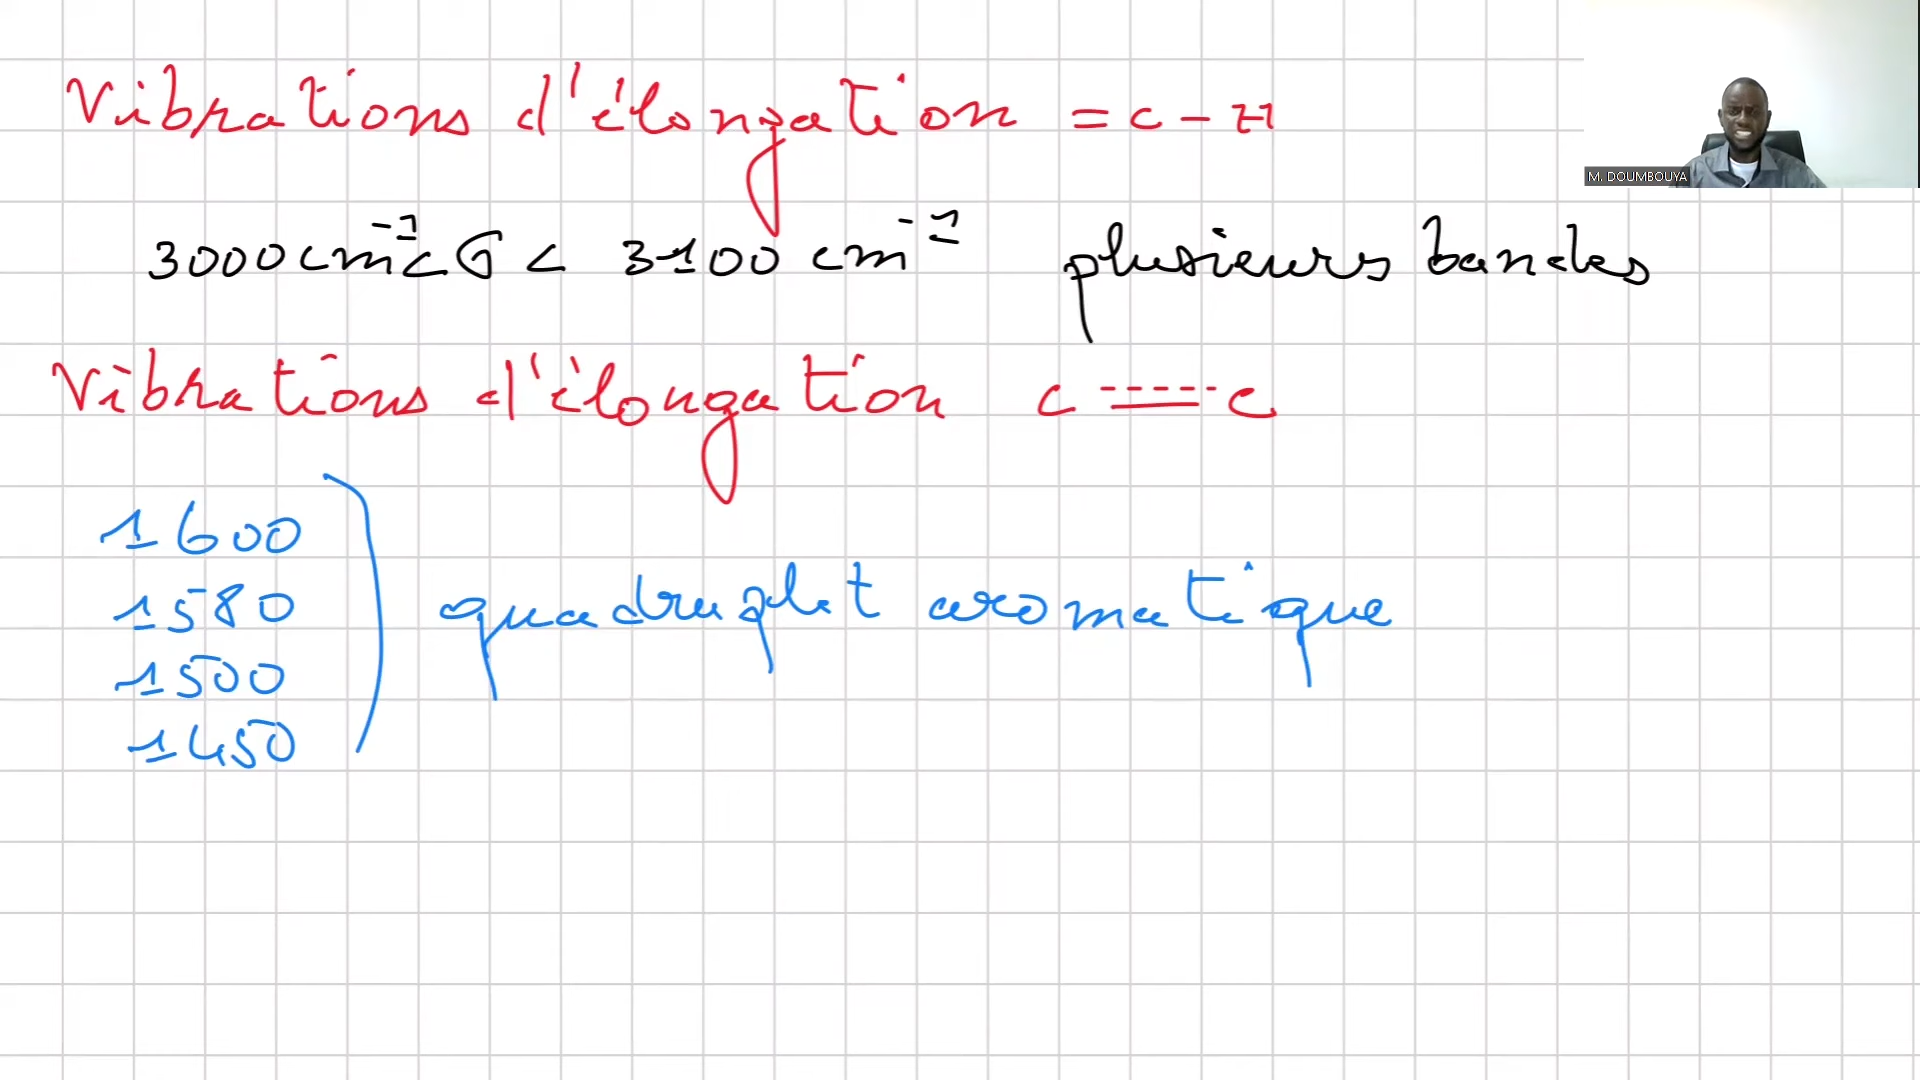 Vibrations d'élongation =C-H
M. DOUMBOUYA
3000 cm⁻¹ < σ < 3100 cm⁻¹ plusieurs bandes
Vibrations d'élongation C ┄ C
1600
1580
1500
1450
quadruplet aromatique